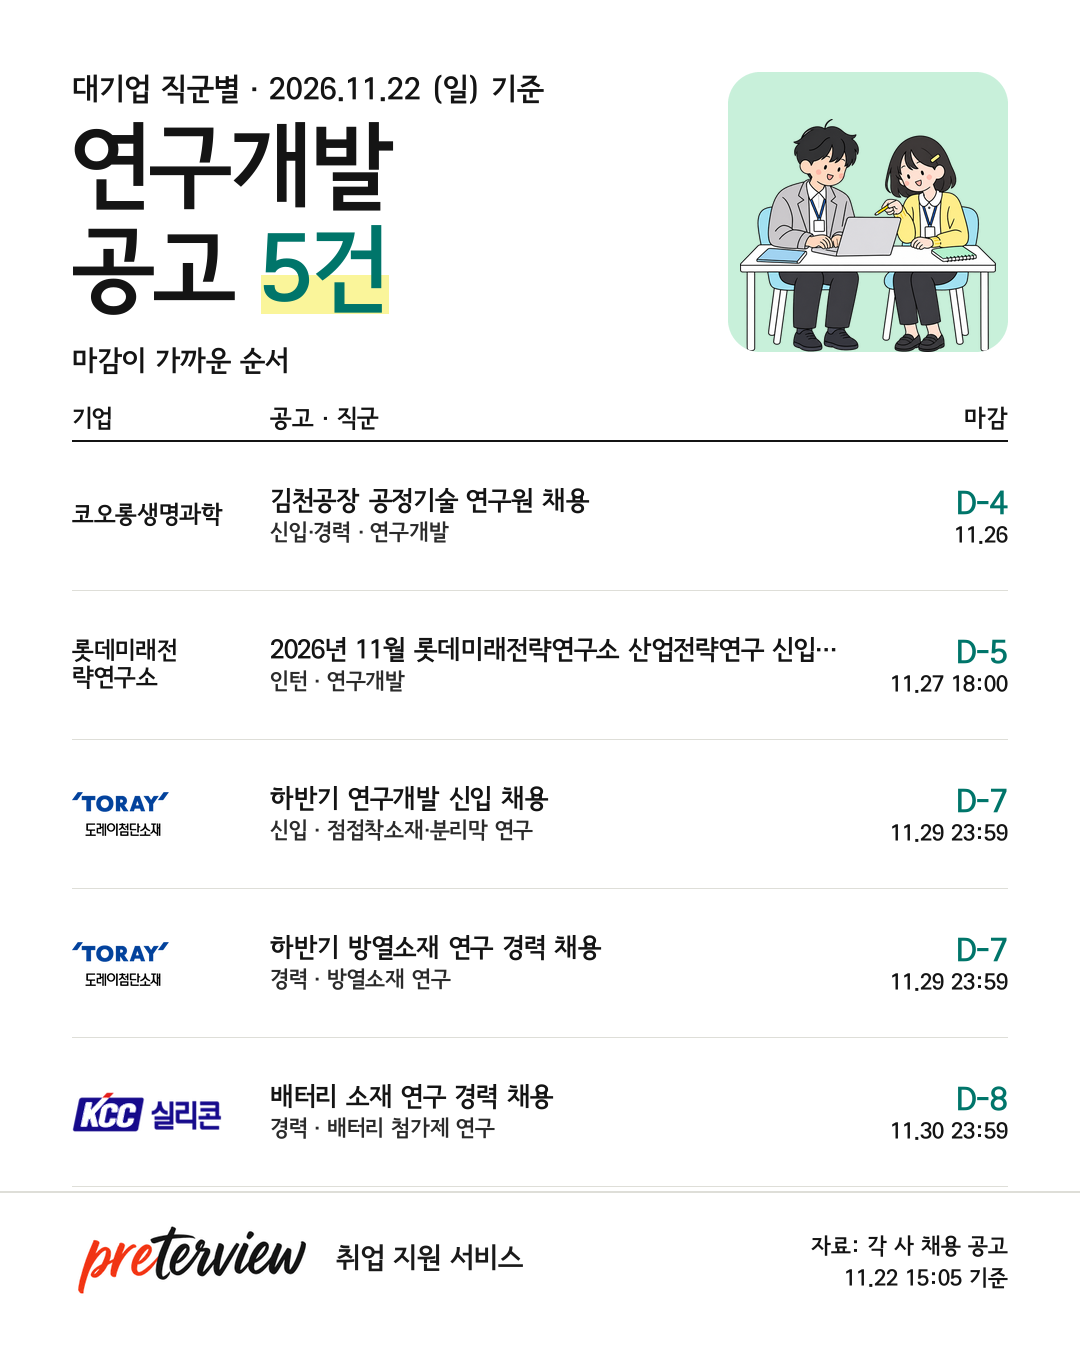 대기업 직군별 · 2026.11.22 (일) 기준
연구개발
공고 5건
마감이 가까운 순서
기업 공고 · 직군 마감
코오롱생명과학
김천공장 공정기술 연구원 채용
신입·경력 · 연구개발
D-4
11.26
롯데미래전
략연구소
2026년 11월 롯데미래전략연구소 산업전략연구 신입…
인턴 · 연구개발
D-5
11.27 18:00
TORAY
도레이첨단소재
하반기 연구개발 신입 채용
신입 · 점접착소재·분리막 연구
D-7
11.29 23:59
TORAY
도레이첨단소재
하반기 방열소재 연구 경력 채용
경력 · 방열소재 연구
D-7
11.29 23:59
KCC 실리콘
배터리 소재 연구 경력 채용
경력 · 배터리 첨가제 연구
D-8
11.30 23:59
preterview 취업 지원 서비스
자료: 각 사 채용 공고
11.22 15:05 기준